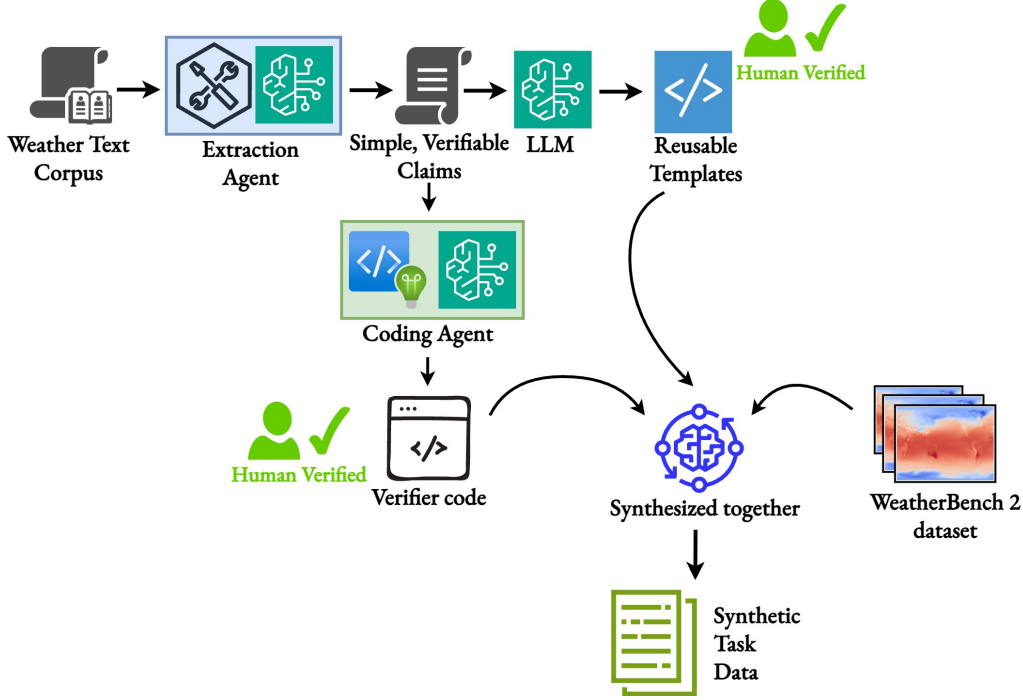 Human Verified
Weather Text
Corpus
Extraction
Agent
Simple, Verifiable
Claims
LLM
</>
Reusable
Templates
</>
Coding Agent
</>
Human Verified
Verifier code
Synthesized together
WeatherBench 2
dataset
Synthetic
Task
Data